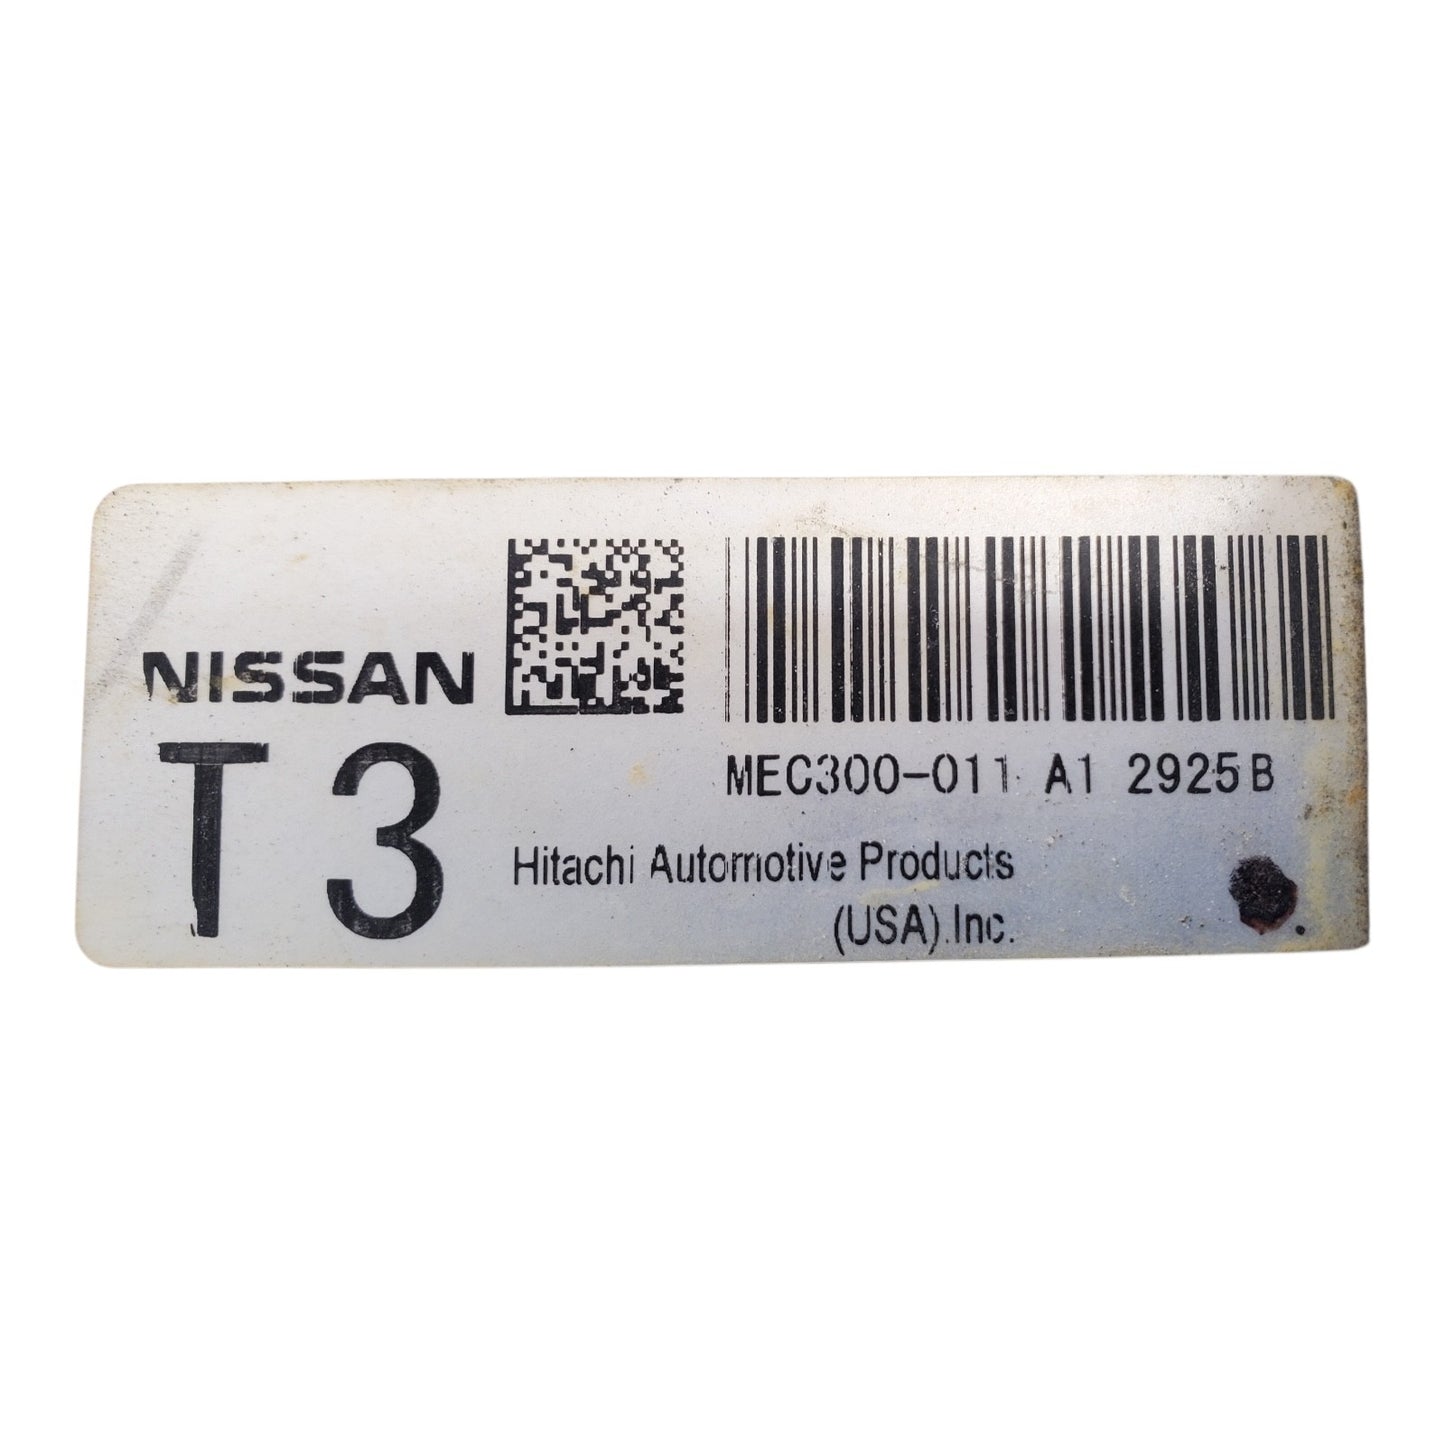 NISSAN
T3
MEC300-011 A1 2925B
Hitachi Automotive Products
(USA).Inc.